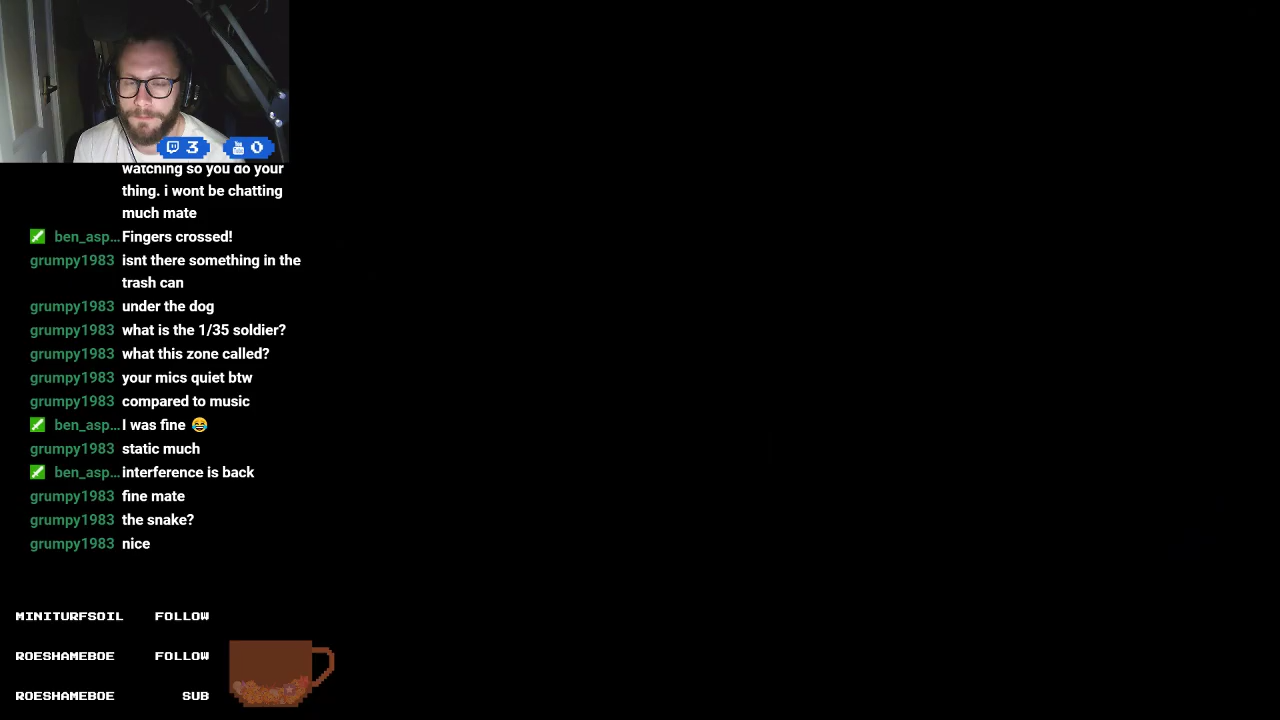 3 0
watching so you do your
thing. i wont be chatting
much mate
ben_asp... Fingers crossed!
grumpy1983 isnt there something in the
trash can
grumpy1983 under the dog
grumpy1983 what is the 1/35 soldier?
grumpy1983 what this zone called?
grumpy1983 your mics quiet btw
grumpy1983 compared to music
ben_asp... I was fine 😂
grumpy1983 static much
ben_asp... interference is back
grumpy1983 fine mate
grumpy1983 the snake?
grumpy1983 nice
MINITURFSOIL FOLLOW
ROESHAMEBOE FOLLOW
ROESHAMEBOE SUB